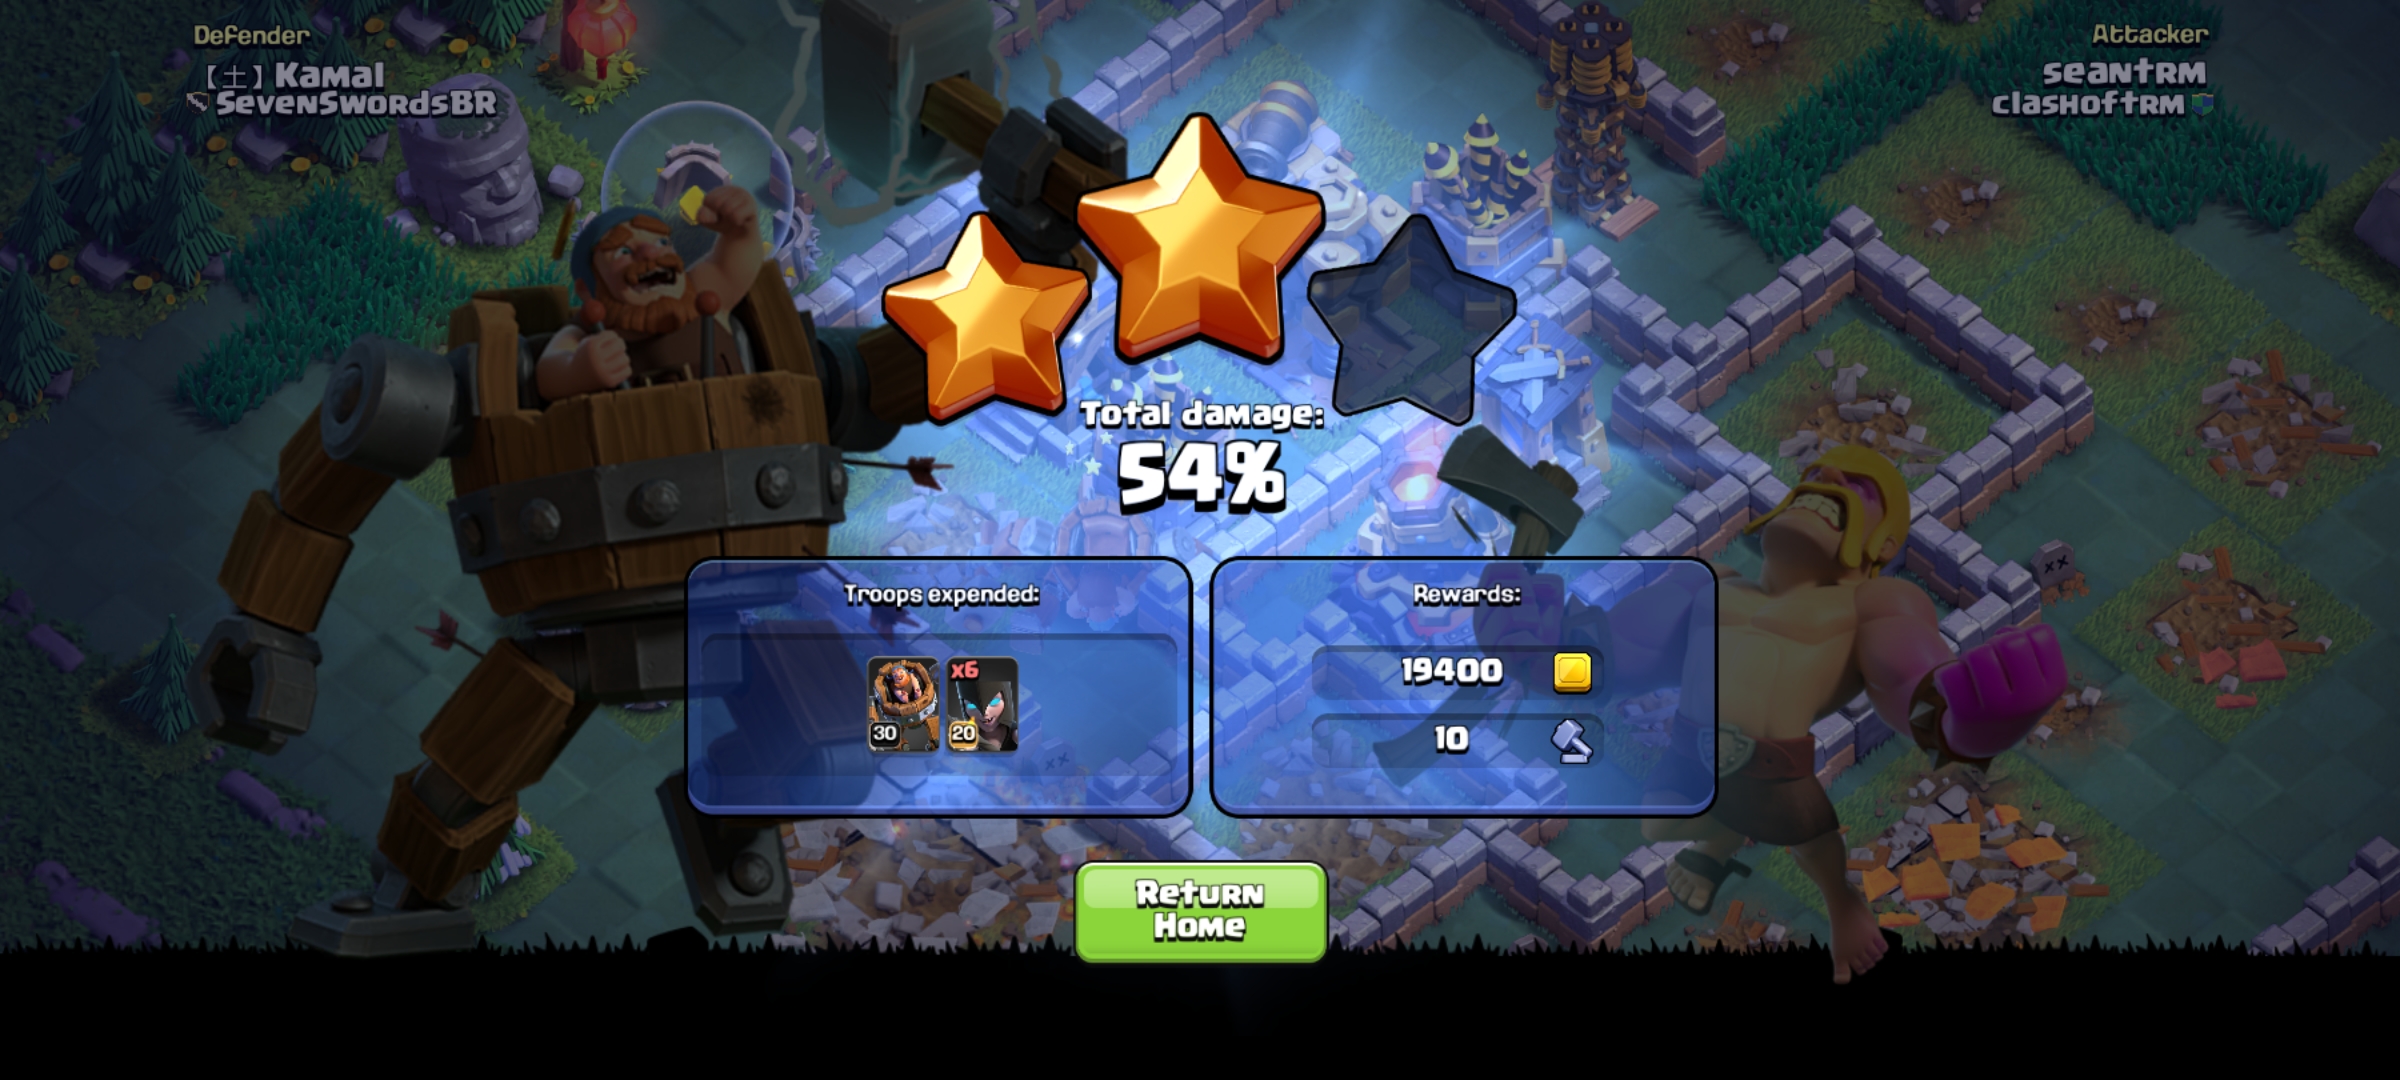 Defender
【土】Kamal
SevenSwordsBR
Attacker
seantRM
clashoftRM
Total damage:
54%
Troops expended:
x6
30
20
Rewards:
19400
10
Return
Home